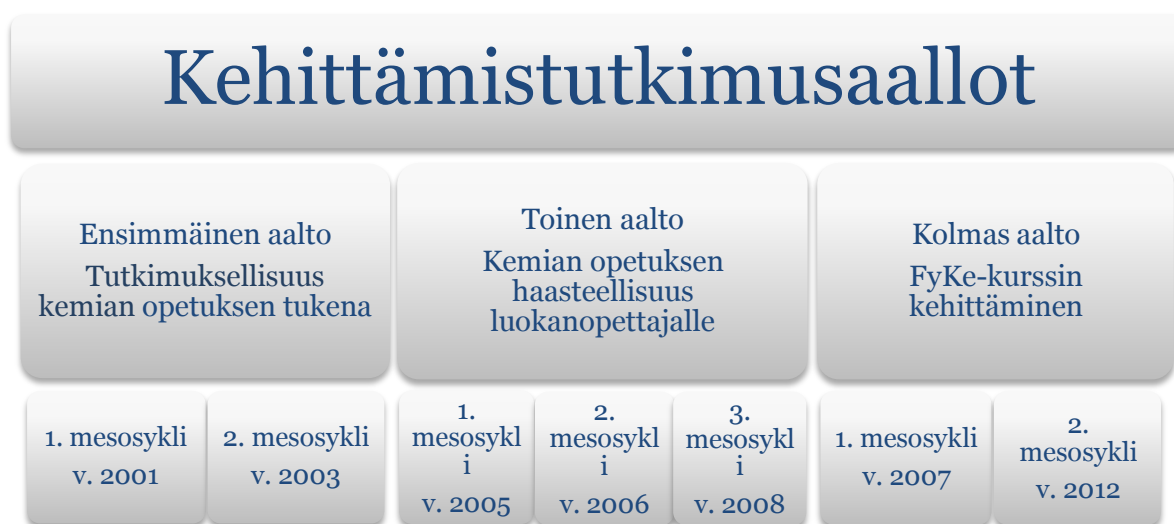 Kehittämistutkimusaallot
Ensimmäinen aalto
Tutkimuksellisuus
kemian opetuksen tukena
Toinen aalto
Kemian opetuksen
haasteellisuus
luokanopettajalle
Kolmas aalto
FyKe-kurssin
kehittäminen
1. mesosykli
v. 2001
2. mesosykli
v. 2003
1.
mesosykl
i
v. 2005
2.
mesosykl
i
v. 2006
3.
mesosykl
i
v. 2008
1. mesosykli
v. 2007
2.
mesosykli
v. 2012